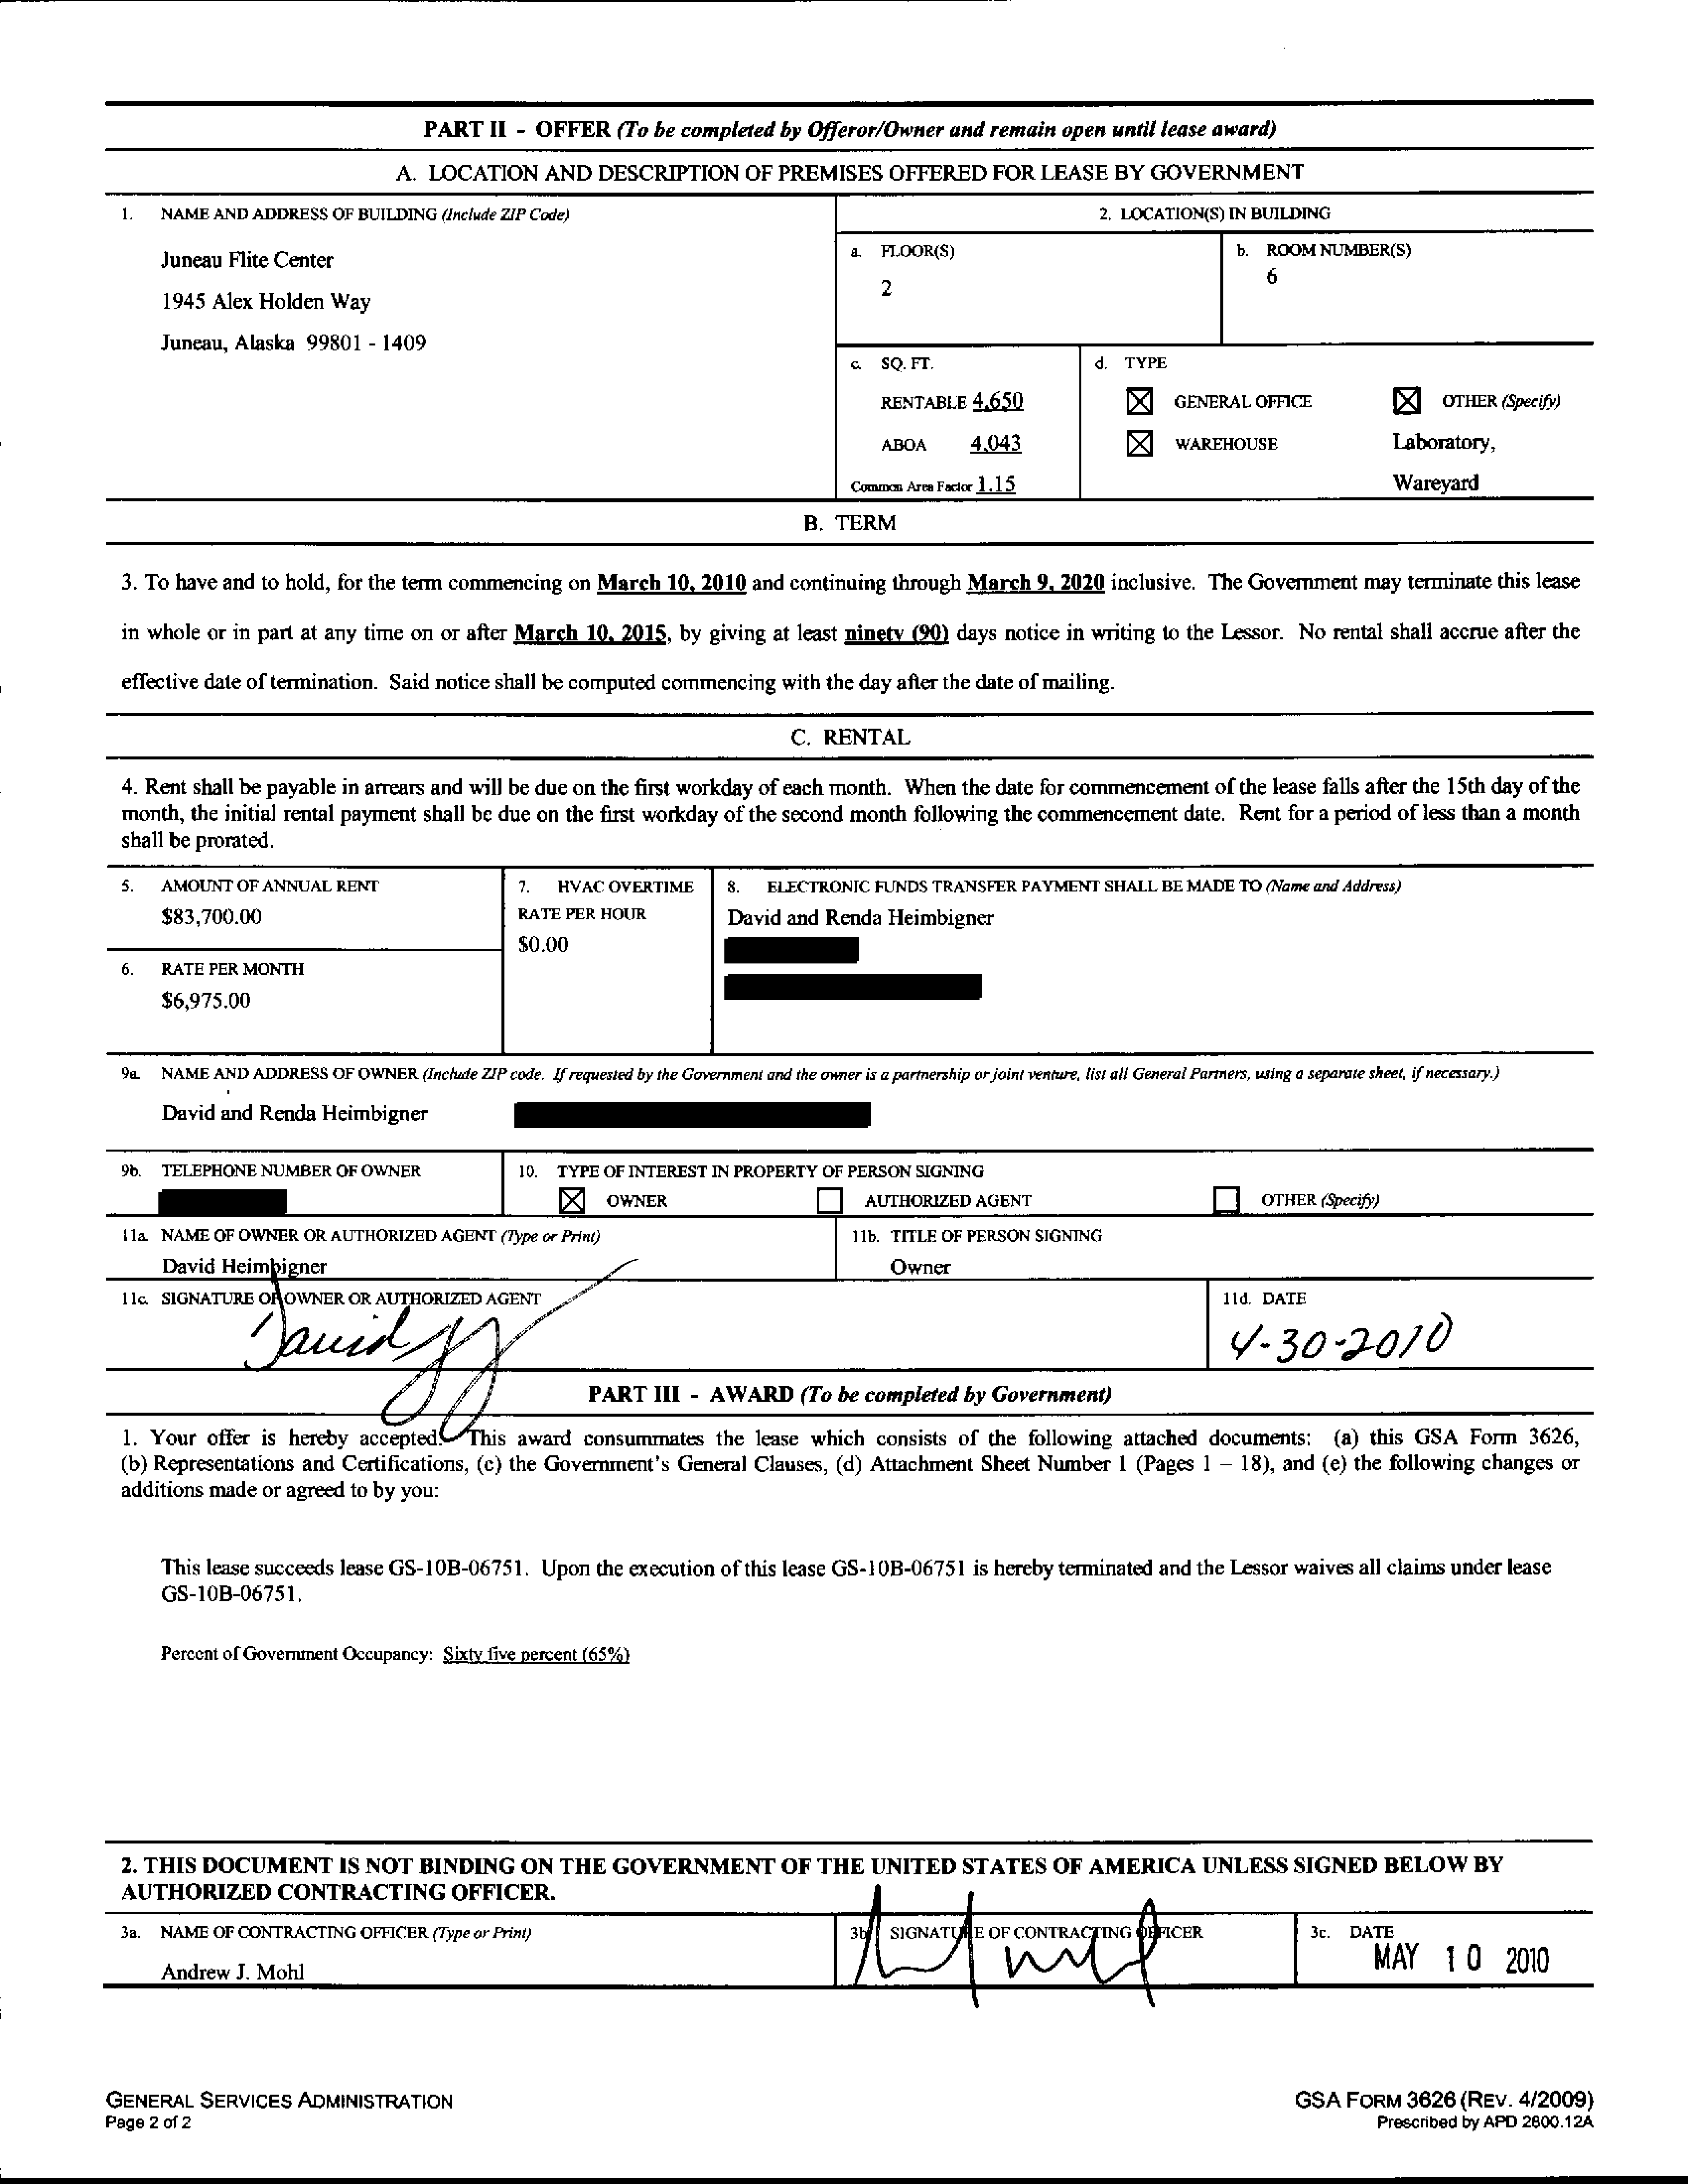 PART II - OFFER (To be completed by Offeror/Owner and remain open until lease award)
A. LOCATION AND DESCRIPTION OF PREMISES OFFERED FOR LEASE BY GOVERNMENT
1. NAME AND ADDRESS OF BUILDING (Include ZIP Code)
Juneau Flite Center
1945 Alex Holden Way
Juneau, Alaska 99801 - 1409
2. LOCATION(S) IN BUILDING
a. FLOOR(S)
2
b. ROOM NUMBER(S)
6
c. SQ. FT.
RENTABLE 4,650
ABOA 4,043
Common Area Factor 1.15
d. TYPE
GENERAL OFFICE
OTHER (Specify)
WAREHOUSE
Laboratory,
Wareyard
B. TERM
3. To have and to hold, for the term commencing on March 10, 2010 and continuing through March 9, 2020 inclusive. The Government may terminate this lease
in whole or in part at any time on or after March 10, 2015, by giving at least ninety (90) days notice in writing to the Lessor. No rental shall accrue after the
effective date of termination. Said notice shall be computed commencing with the day after the date of mailing.
C. RENTAL
4. Rent shall be payable in arrears and will be due on the first workday of each month. When the date for commencement of the lease falls after the 15th day of the
month, the initial rental payment shall be due on the first workday of the second month following the commencement date. Rent for a period of less than a month
shall be prorated.
5. AMOUNT OF ANNUAL RENT
$83,700.00
6. RATE PER MONTH
$6,975.00
7. HVAC OVERTIME
RATE PER HOUR
$0.00
8. ELECTRONIC FUNDS TRANSFER PAYMENT SHALL BE MADE TO (Name and Address)
David and Renda Heimbigner
9a. NAME AND ADDRESS OF OWNER (Include ZIP code. If requested by the Government and the owner is a partnership or joint venture, list all General Partners, using a separate sheet, if necessary.)
David and Renda Heimbigner
9b. TELEPHONE NUMBER OF OWNER
10. TYPE OF INTEREST IN PROPERTY OF PERSON SIGNING
OWNER
AUTHORIZED AGENT
OTHER (Specify)
11a. NAME OF OWNER OR AUTHORIZED AGENT (Type or Print)
David Heimbigner
11b. TITLE OF PERSON SIGNING
Owner
11c. SIGNATURE OF OWNER OR AUTHORIZED AGENT
David
11d. DATE
4-30-2010
PART III - AWARD (To be completed by Government)
1. Your offer is hereby accepted. This award consummates the lease which consists of the following attached documents: (a) this GSA Form 3626,
(b) Representations and Certifications, (c) the Government's General Clauses, (d) Attachment Sheet Number 1 (Pages 1 – 18), and (e) the following changes or
additions made or agreed to by you:
This lease succeeds lease GS-10B-06751. Upon the execution of this lease GS-10B-06751 is hereby terminated and the Lessor waives all claims under lease
GS-10B-06751.
Percent of Government Occupancy: Sixty five percent (65%)
2. THIS DOCUMENT IS NOT BINDING ON THE GOVERNMENT OF THE UNITED STATES OF AMERICA UNLESS SIGNED BELOW BY
AUTHORIZED CONTRACTING OFFICER.
3a. NAME OF CONTRACTING OFFICER (Type or Print)
Andrew J. Mohl
3b. SIGNATURE OF CONTRACTING OFFICER
3c. DATE
MAY 10 2010
GENERAL SERVICES ADMINISTRATION
Page 2 of 2
GSA FORM 3626 (REV. 4/2009)
Prescribed by APD 2800.12A